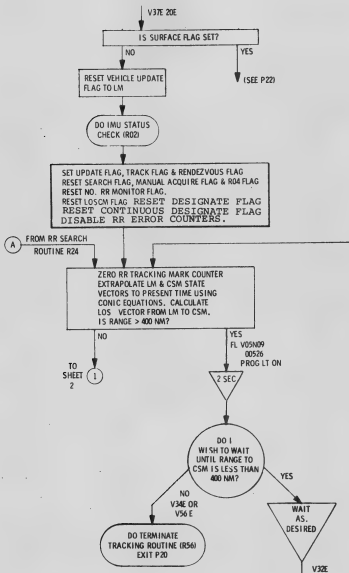 V37E 20E
IS SURFACE FLAG SET?
NO
YES
RESET VEHICLE UPDATE
FLAG TO LM
(SEE P22)
DO IMU STATUS
CHECK (R02)
SET UPDATE FLAG, TRACK FLAG & RENDEZVOUS FLAG
RESET SEARCH FLAG, MANUAL ACQUIRE FLAG & R04 FLAG
RESET NO. RR MONITOR FLAG.
RESET LOSCM FLAG RESET DESIGNATE FLAG
RESET CONTINUOUS DESIGNATE FLAG
DISABLE RR ERROR COUNTERS.
A
FROM RR SEARCH
ROUTINE R24
ZERO RR TRACKING MARK COUNTER
EXTRAPOLATE LM & CSM STATE
VECTORS TO PRESENT TIME USING
CONIC EQUATIONS. CALCULATE
LOS VECTOR FROM LM TO CSM.
IS RANGE > 400 NM?
NO
YES
FL V05N09
00526
PROG LT ON
TO
SHEET
2
1
2 SEC
DO I
WISH TO WAIT
UNTIL RANGE TO
CSM IS LESS THAN
400 NM?
YES
NO
V34E OR
V56 E
WAIT
AS.
DESIRED
DO TERMINATE
TRACKING ROUTINE (R56)
EXIT P20
V32E